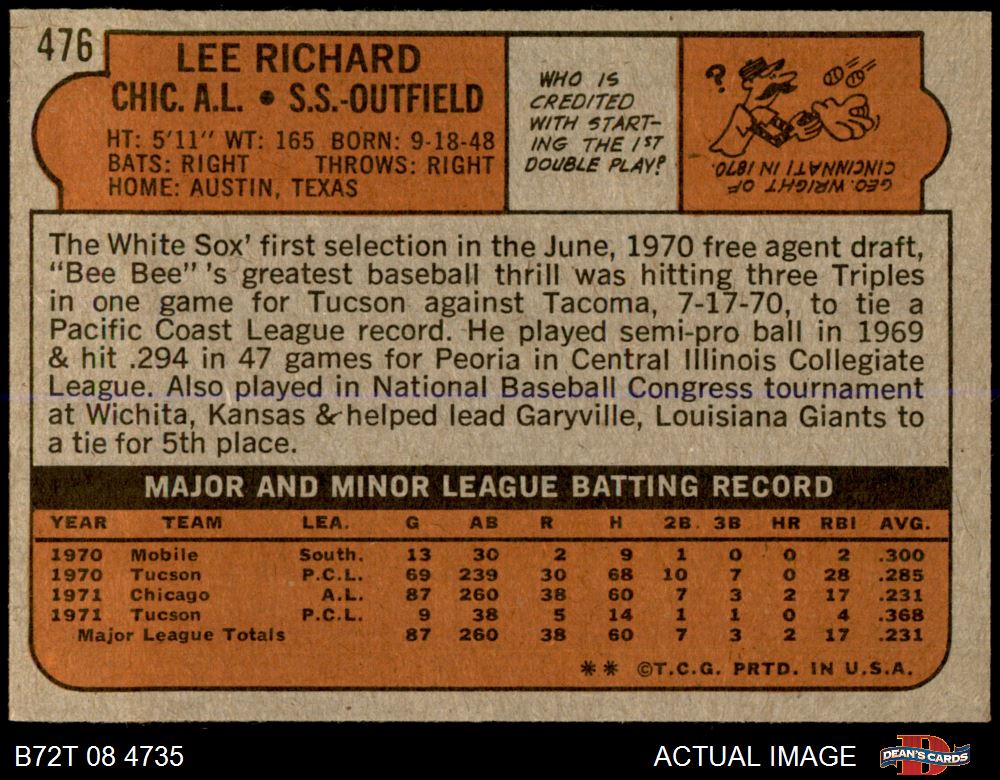 476
LEE RICHARD
CHIC. A.L. • S.S.-OUTFIELD
HT: 5'11" WT: 165 BORN: 9-18-48
BATS: RIGHT THROWS: RIGHT
HOME: AUSTIN, TEXAS
WHO IS
CREDITED
WITH START-
ING THE 1ST
DOUBLE PLAY?
?
GEO. WRIGHT OF
CINCINNATI IN 1870.
The White Sox' first selection in the June, 1970 free agent draft,
"Bee Bee" 's greatest baseball thrill was hitting three Triples
in one game for Tucson against Tacoma, 7-17-70, to tie a
Pacific Coast League record. He played semi-pro ball in 1969
& hit .294 in 47 games for Peoria in Central Illinois Collegiate
League. Also played in National Baseball Congress tournament
at Wichita, Kansas & helped lead Garyville, Louisiana Giants to
a tie for 5th place.
MAJOR AND MINOR LEAGUE BATTING RECORD
YEAR TEAM LEA. G AB R H 2B. 3B HR RBI AVG.
1970 Mobile South. 13 30 2 9 1 0 0 2 .300
1970 Tucson P.C.L. 69 239 30 68 10 7 0 28 .285
1971 Chicago A.L. 87 260 38 60 7 3 2 17 .231
1971 Tucson P.C.L. 9 38 5 14 1 1 0 4 .368
Major League Totals 87 260 38 60 7 3 2 17 .231
** ©T.C.G. PRTD. IN U.S.A.
B72T 08 4735 ACTUAL IMAGE DEAN'S CARDS